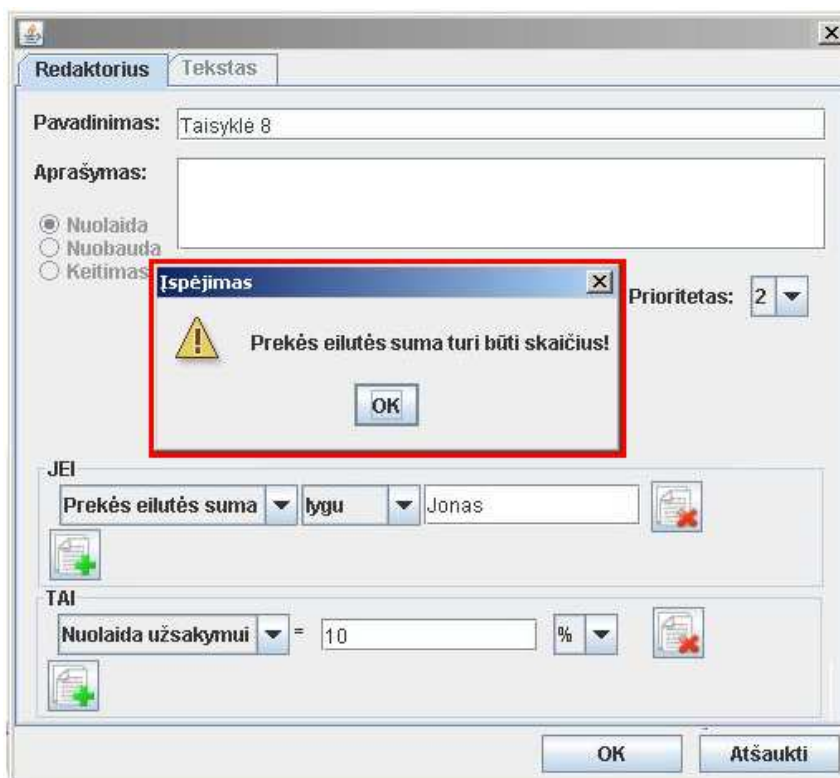 Redaktorius Tekstas
Pavadinimas: Taisyklė 8
Aprašymas:
Nuolaida
Nuobauda
Keitimas
Įspėjimas
Prioritetas: 2
Prekės eilutės suma turi būti skaičius!
OK
JEI
Prekės eilutės suma lygu Jonas
TAI
Nuolaida užsakymui = 10 %
OK Atšaukti